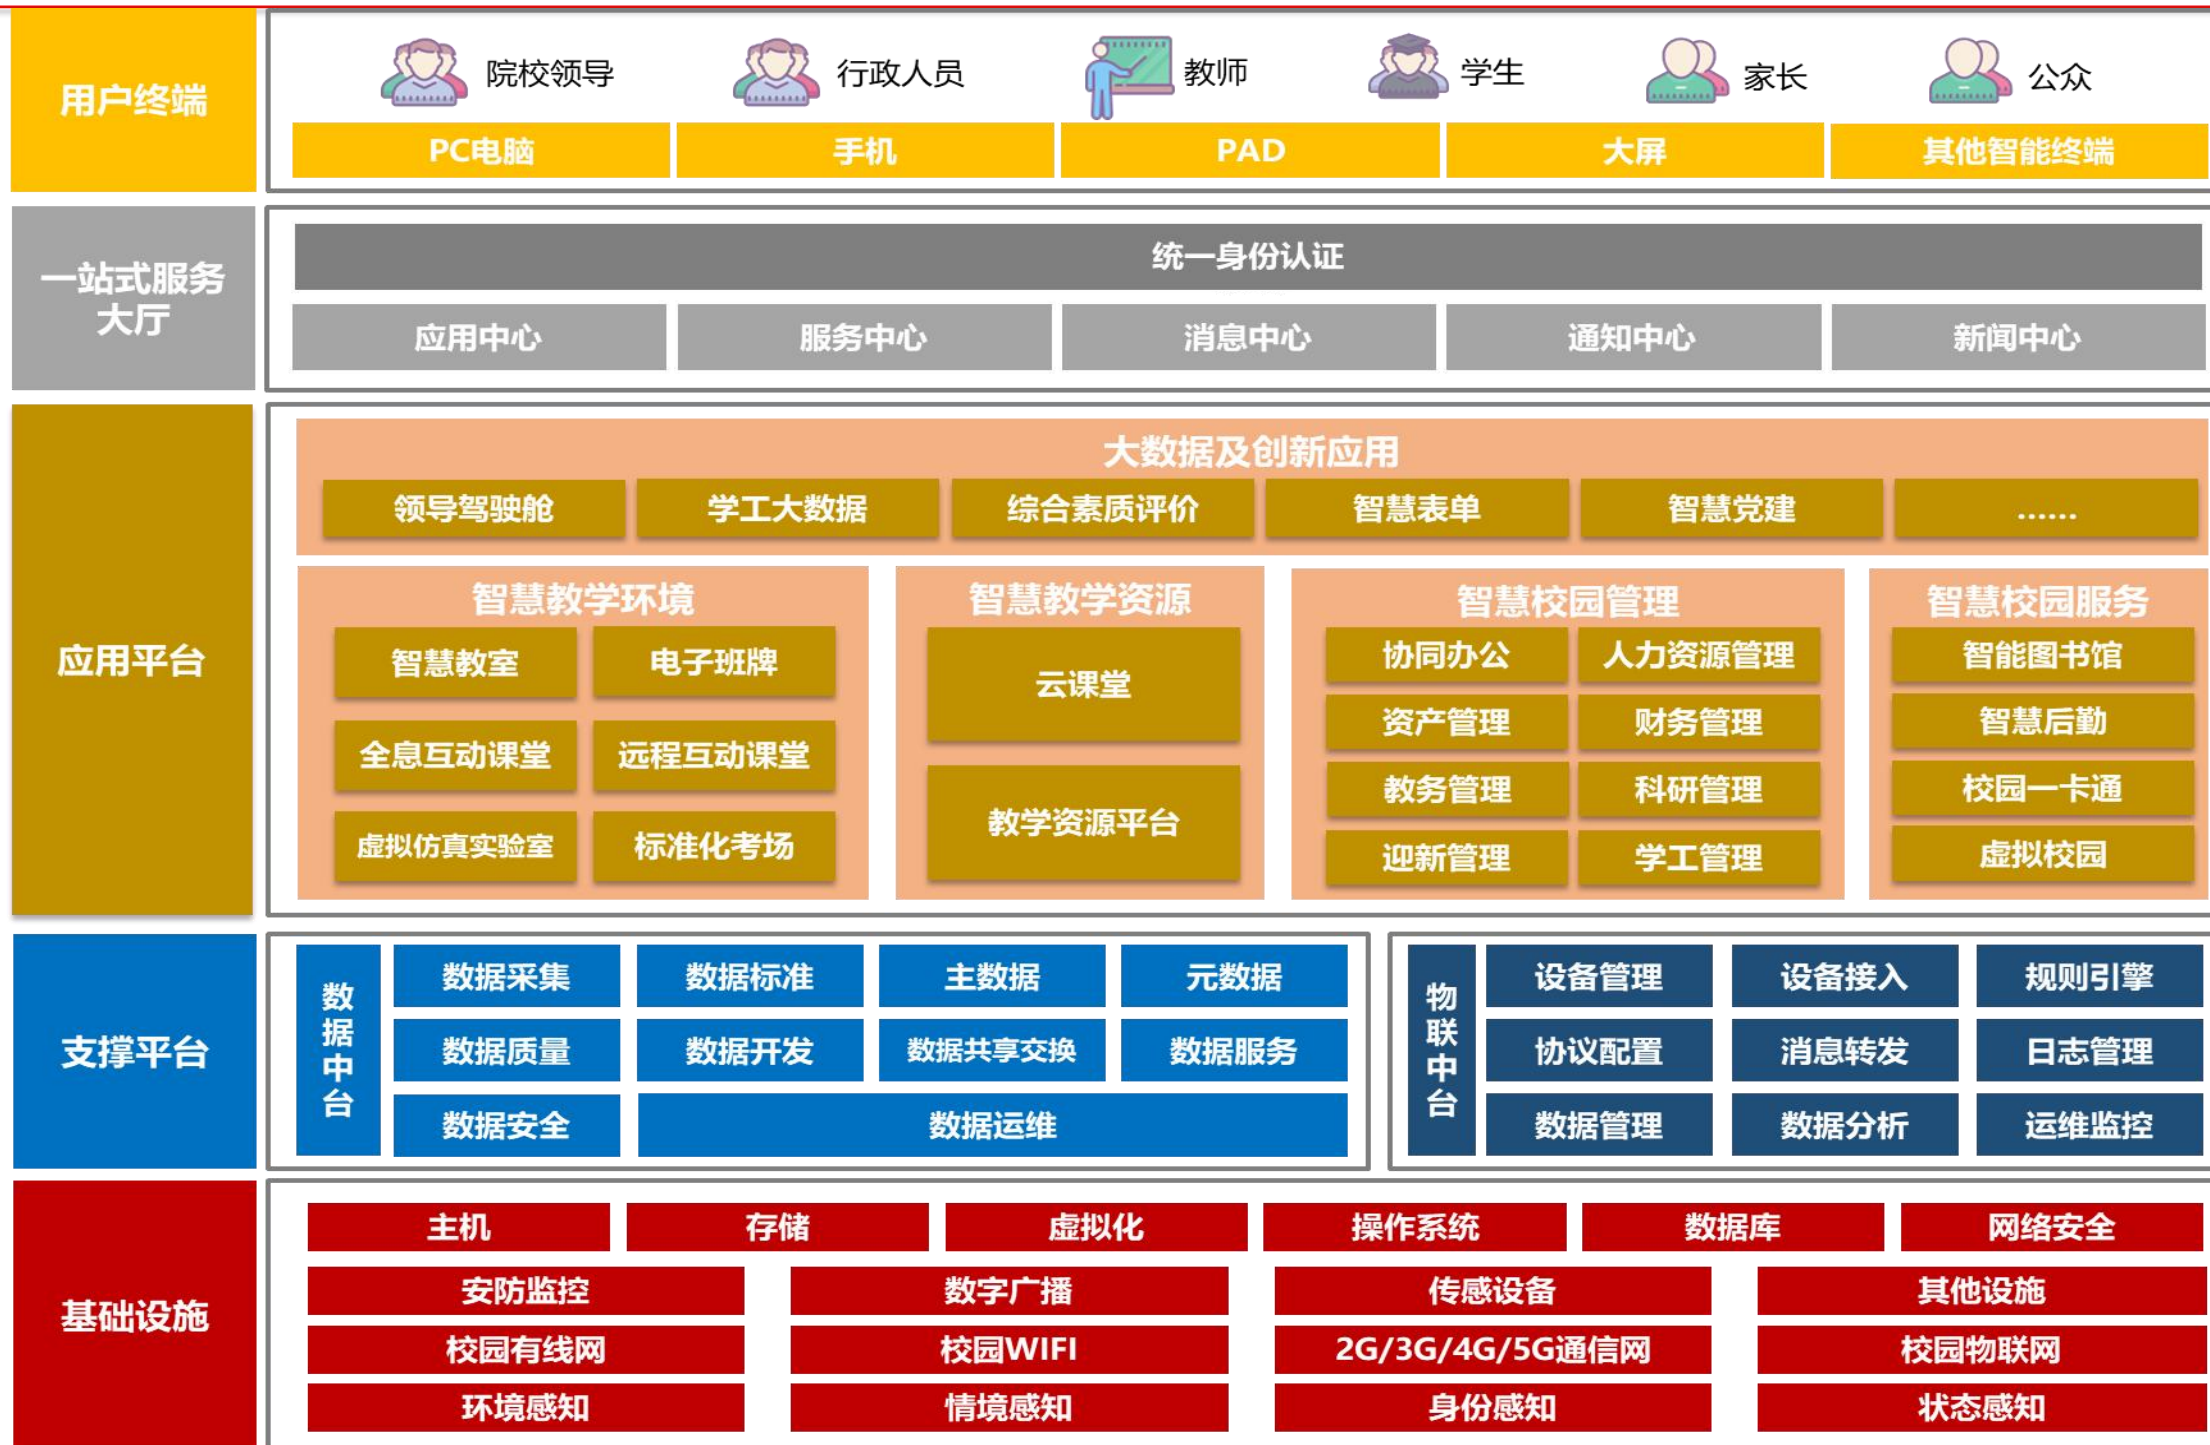 用户终端
院校领导
行政人员
教师
学生
家长
公众
PC电脑
手机
PAD
大屏
其他智能终端
一站式服务
大厅
统一身份认证
应用中心
服务中心
消息中心
通知中心
新闻中心
应用平台
大数据及创新应用
领导驾驶舱
学工大数据
综合素质评价
智慧表单
智慧党建
......
智慧教学环境
智慧教室
电子班牌
全息互动课堂
远程互动课堂
虚拟仿真实验室
标准化考场
智慧教学资源
云课堂
教学资源平台
智慧校园管理
协同办公
人力资源管理
资产管理
财务管理
教务管理
科研管理
迎新管理
学工管理
智慧校园服务
智能图书馆
智慧后勤
校园一卡通
虚拟校园
支撑平台
数据中台
数据采集
数据标准
主数据
元数据
数据质量
数据开发
数据共享交换
数据服务
数据安全
数据运维
物联中台
设备管理
设备接入
规则引擎
协议配置
消息转发
日志管理
数据管理
数据分析
运维监控
基础设施
主机
存储
虚拟化
操作系统
数据库
网络安全
安防监控
数字广播
传感设备
其他设施
校园有线网
校园WIFI
2G/3G/4G/5G通信网
校园物联网
环境感知
情境感知
身份感知
状态感知